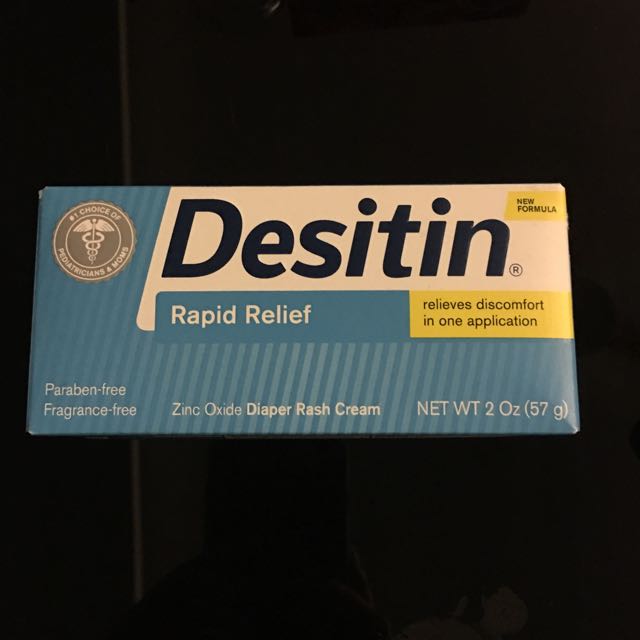 #1 CHOICE OF
PEDIATRICIANS & MOMS
Desitin®
NEW
FORMULA
Rapid Relief
relieves discomfort
in one application
Paraben-free
Fragrance-free
Zinc Oxide Diaper Rash Cream
NET WT 2 Oz (57 g)